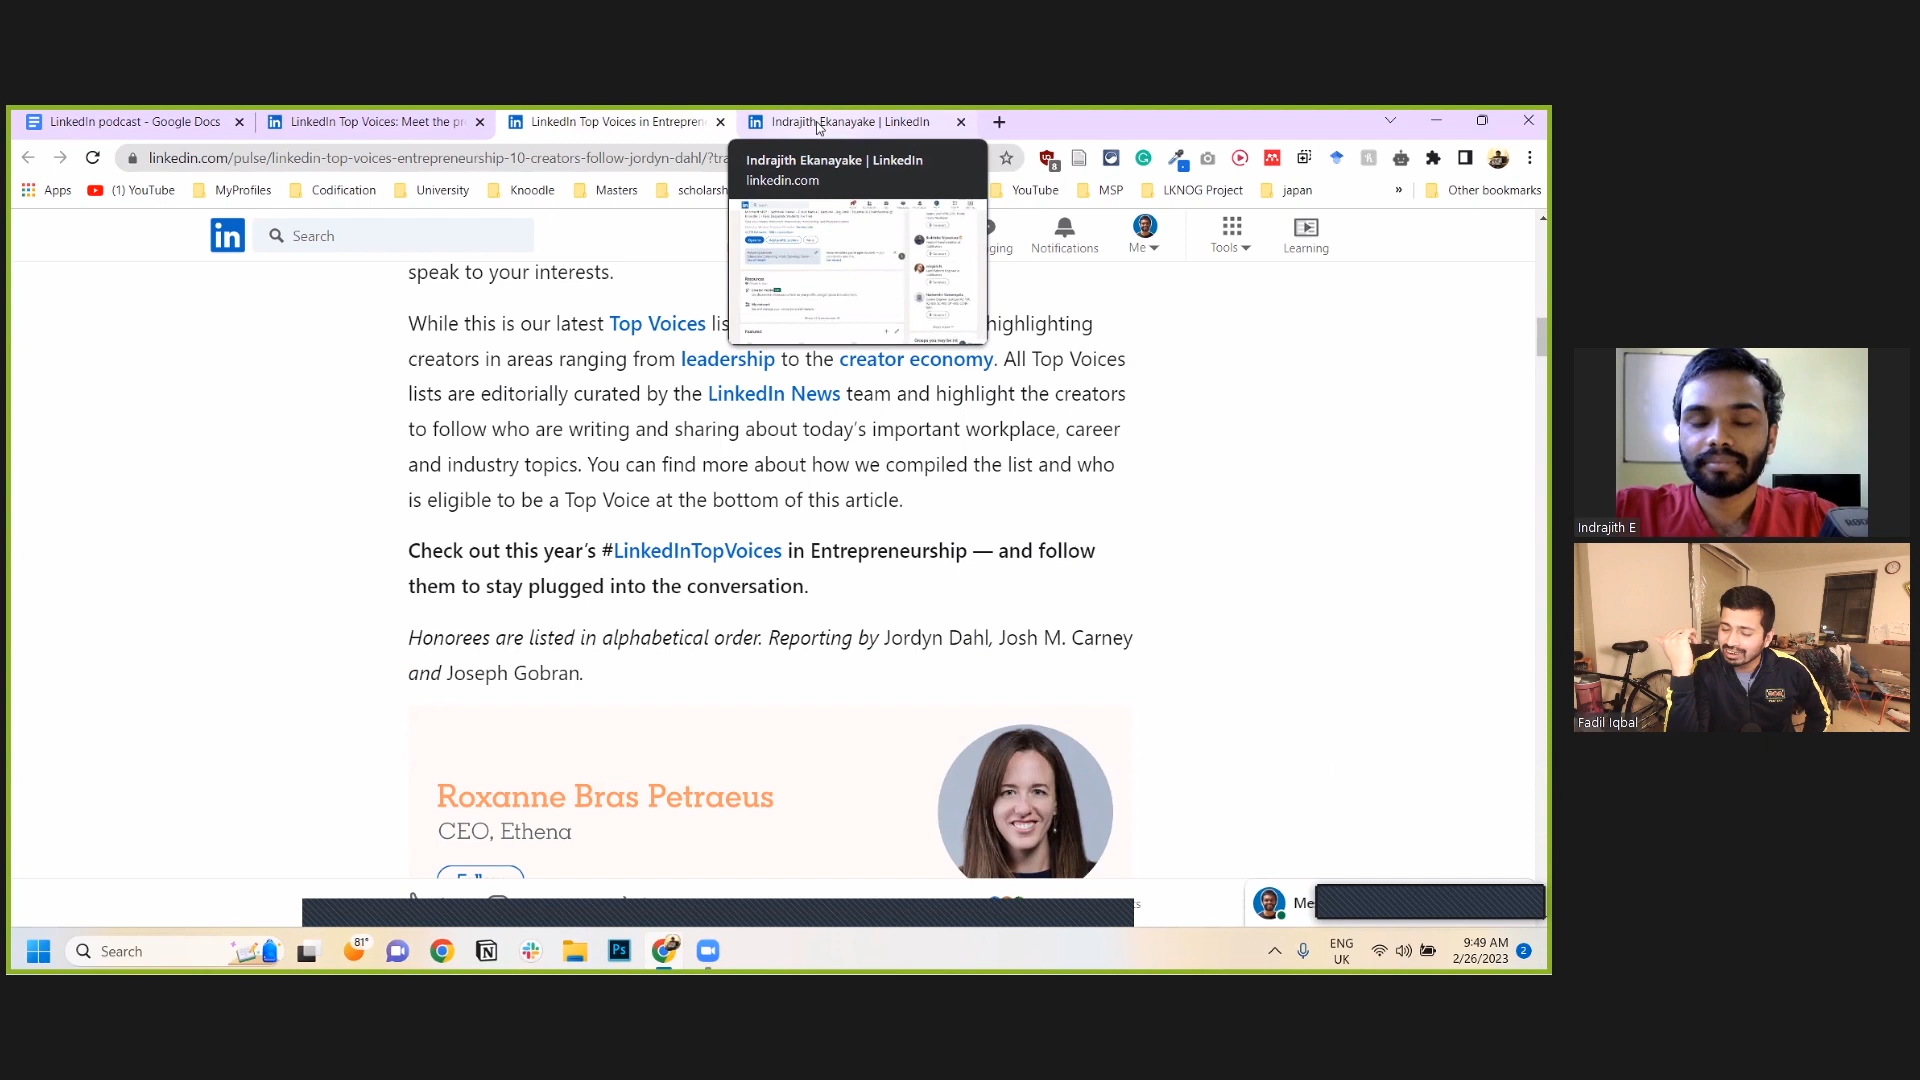 LinkedIn podcast - Google Docs
LinkedIn Top Voices: Meet the pr
LinkedIn Top Voices in Entrepren
Indrajith Ekanayake | LinkedIn
linkedin.com/pulse/linkedin-top-voices-entrepreneurship-10-creators-follow-jordyn-dahl/?tra
Indrajith Ekanayake | LinkedIn
linkedin.com
Apps
(1) YouTube
MyProfiles
Codification
University
Knoodle
Masters
scholarsh
YouTube
MSP
LKNOG Project
japan
»
Other bookmarks
in
Search
ging
Notifications
Me
Tools
Learning
speak to your interests.
While this is our latest Top Voices lis
highlighting
creators in areas ranging from leadership to the creator economy. All Top Voices
lists are editorially curated by the LinkedIn News team and highlight the creators
to follow who are writing and sharing about today's important workplace, career
and industry topics. You can find more about how we compiled the list and who
is eligible to be a Top Voice at the bottom of this article.
Check out this year's #LinkedInTopVoices in Entrepreneurship — and follow
them to stay plugged into the conversation.
Honorees are listed in alphabetical order. Reporting by Jordyn Dahl, Josh M. Carney
and Joseph Gobran.
Roxanne Bras Petraeus
CEO, Ethena
Me
Search
81°
Ps
ENG
UK
9:49 AM
2/26/2023
2
Indrajith E
Fadil Iqbal